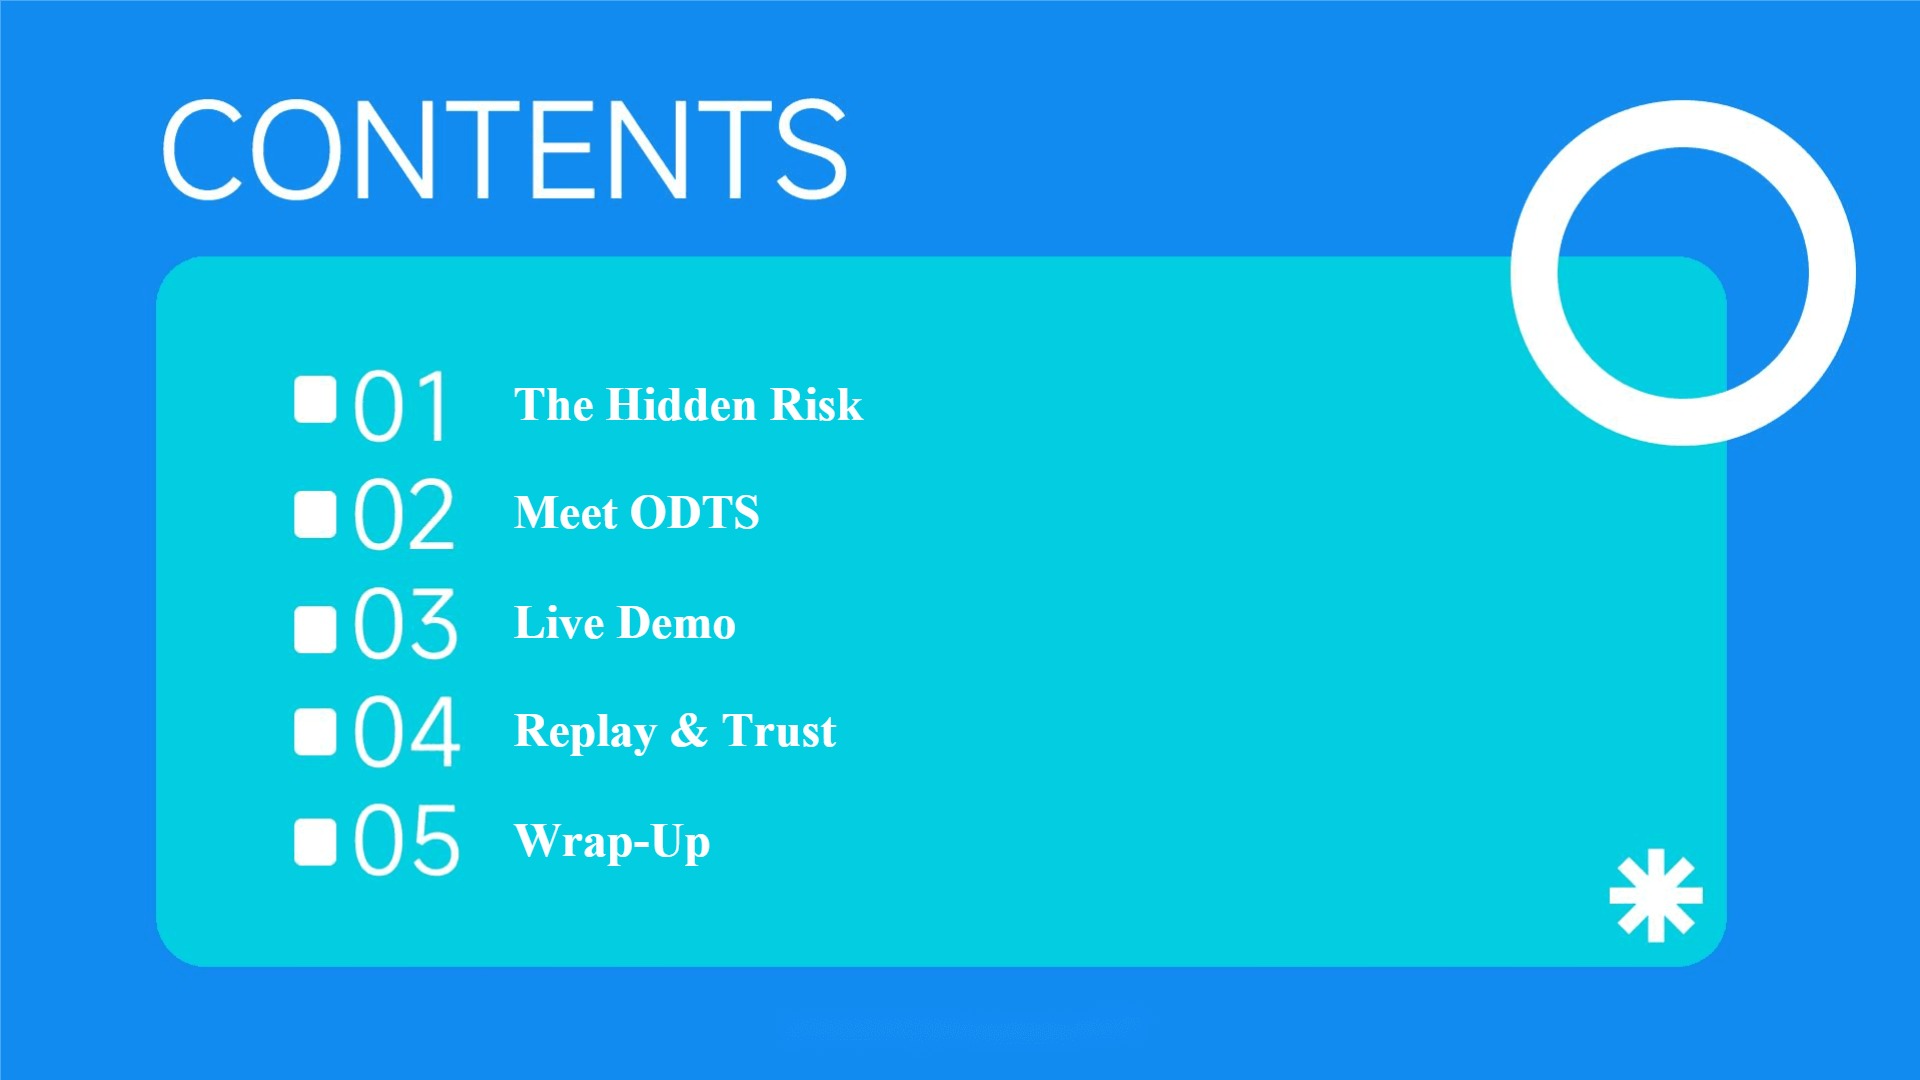 CONTENTS
01 The Hidden Risk
02 Meet ODTS
03 Live Demo
04 Replay & Trust
05 Wrap-Up